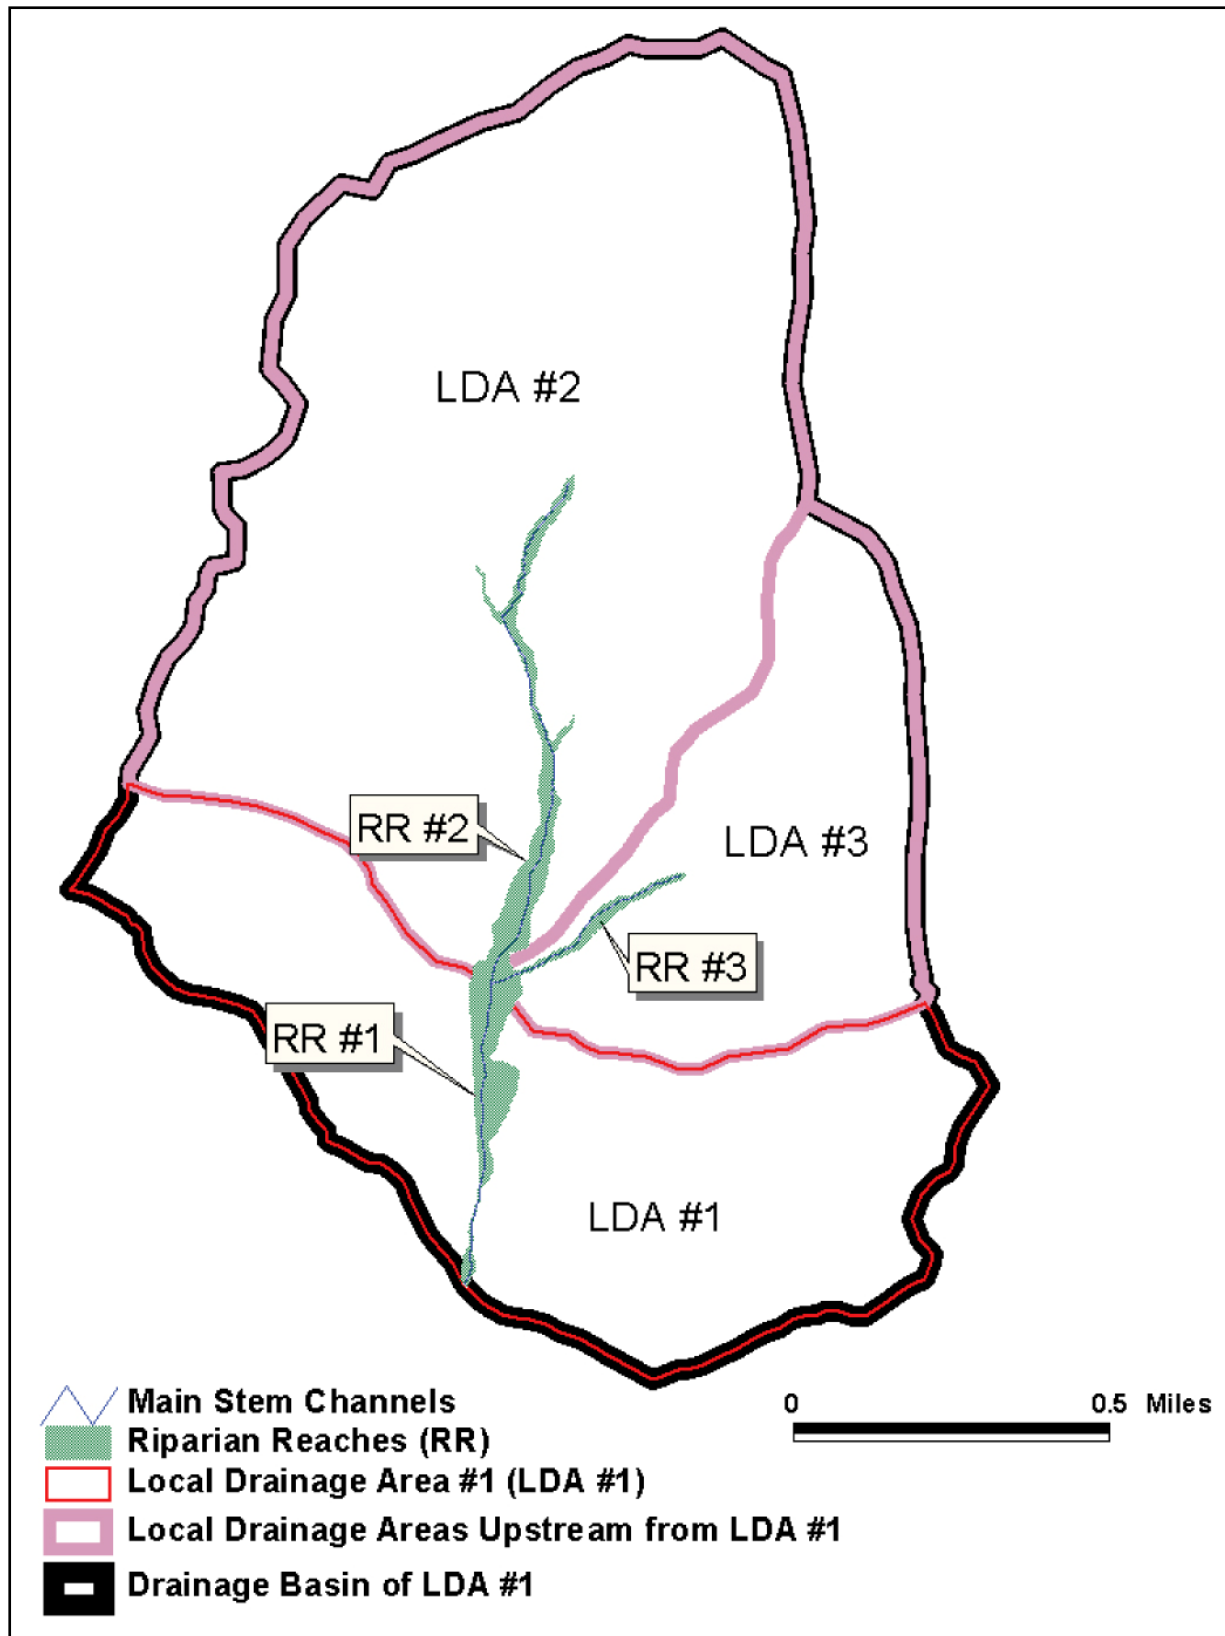 LDA #2
RR #2
LDA #3
RR #3
RR #1
LDA #1
Main Stem Channels
Riparian Reaches (RR)
Local Drainage Area #1 (LDA #1)
Local Drainage Areas Upstream from LDA #1
Drainage Basin of LDA #1
0 0.5 Miles